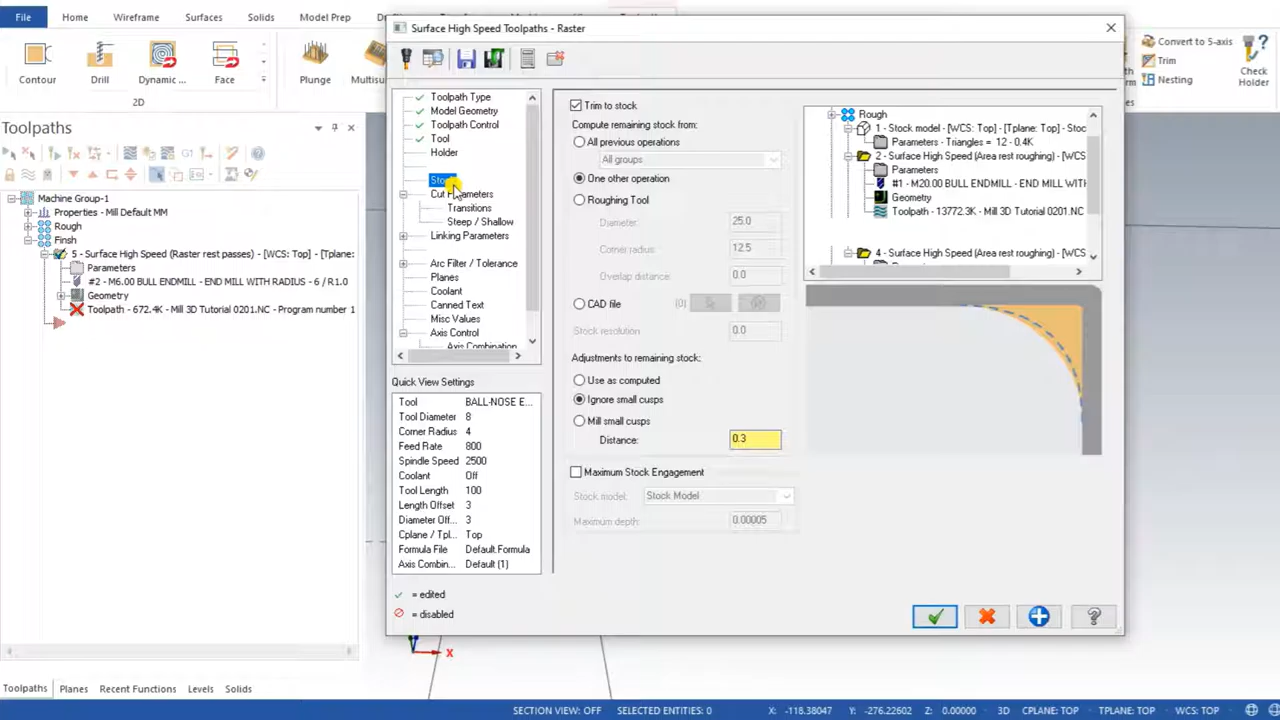 File
Home
Wireframe
Surfaces
Solids
Model Prep
Surface High Speed Toolpaths - Raster
Contour
Drill
Dynamic ...
Face
Plunge
Multisu
Convert to 5-axis
Trim
Nesting
Check
Holder
2D
Toolpaths
Machine Group-1
Properties - Mill Default MM
Rough
Finsh
5 - Surface High Speed (Raster rest passes) - [WCS: Top] - [Tplane:
Parameters
#2 - M6.00 BULL ENDMILL - END MILL WITH RADIUS - 6 / R1.0
Geometry
Toolpath - 672.4K - Mill 3D Tutorial 0201.NC - Program number 1
Toolpath Type
Model Geometry
Toolpath Control
Tool
Holder
Cut Parameters
Transitions
Steep / Shallow
Linking Parameters
Arc Filter / Tolerance
Planes
Coolant
Canned Text
Misc Values
Axis Control
Axis Combination
Quick View Settings
Tool BALL-NOSE E...
Tool Diameter 8
Corner Radius 4
Feed Rate 800
Spindle Speed 2500
Coolant Off
Tool Length 100
Length Offset 3
Diameter Off... 3
Cplane / Tpl... Top
Formula File Default.Formula
Axis Combin... Default (1)
= edited
= disabled
Trim to stock
Compute remaining stock from:
All previous operations
All groups
One other operation
Roughing Tool
Diameter: 25.0
Corner radius: 12.5
Overlap distance: 0.0
CAD file (0)
Stock resolution: 0.0
Adjustments to remaining stock:
Use as computed
Ignore small cusps
Mill small cusps
Distance: 0.3
Maximum Stock Engagement
Stock model: Stock Model
Maximum depth: 0.00005
Rough
1 - Stock model - [WCS: Top] - [Tplane: Top] - Stoc
Parameters - Triangles = 12 - 0.4K
2 - Surface High Speed (Area rest roughing) - [WCS
Parameters
#1 - M20.00 BULL ENDMILL - END MILL WITH
Geometry
Toolpath - 13772.3K - Mill 3D Tutorial 0201.NC
4 - Surface High Speed (Area rest roughing) - [WCS
Toolpaths
Planes
Recent Functions
Levels
Solids
SECTION VIEW: OFF
SELECTED ENTITIES: 0
X: -118.38047
Y: -276.22602
Z: 0.00000
3D
CPLANE: TOP
TPLANE: TOP
WCS: TOP
X